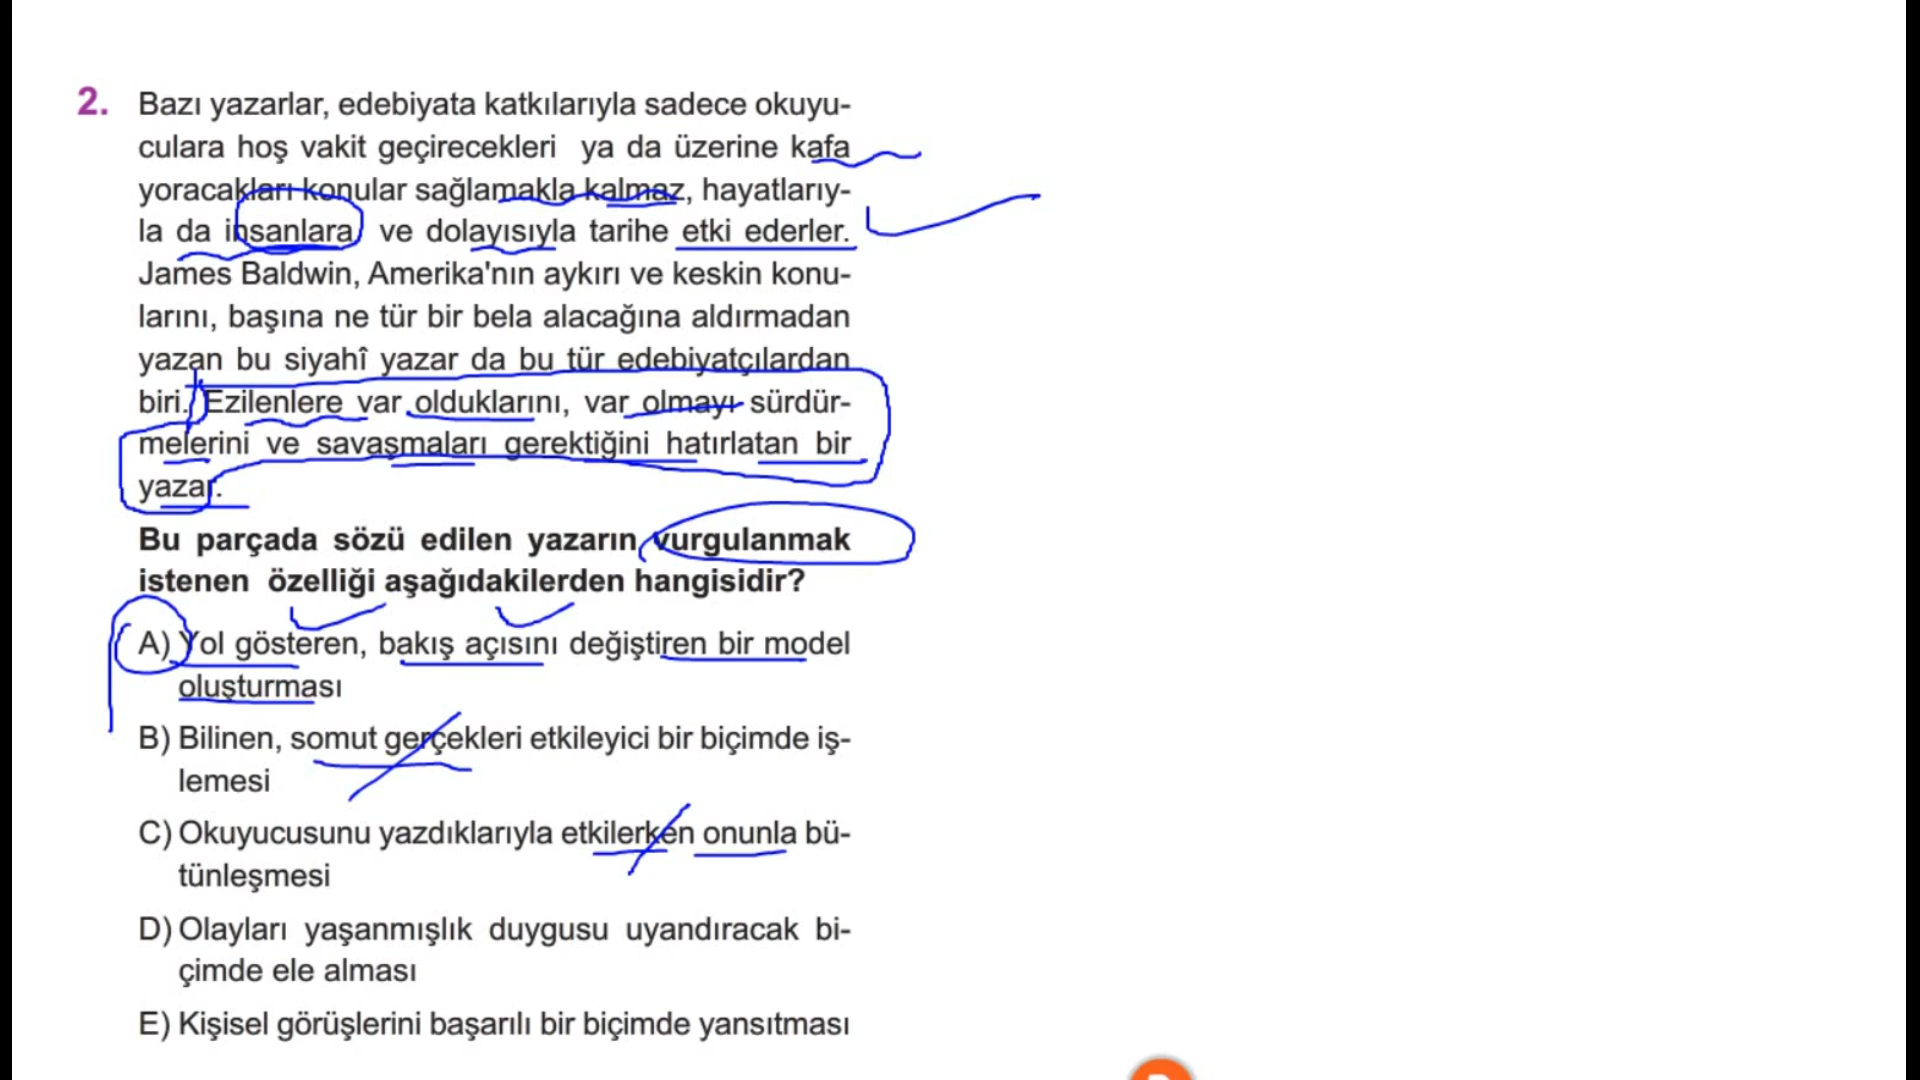 2. Bazı yazarlar, edebiyata katkılarıyla sadece okuyu-
culara hoş vakit geçirecekleri ya da üzerine kafa
yoracakları konular sağlamakla kalmaz, hayatlarıy-
la da insanlara ve dolayısıyla tarihe etki ederler.
James Baldwin, Amerika'nın aykırı ve keskin konu-
larını, başına ne tür bir bela alacağına aldırmadan
yazan bu siyahî yazar da bu tür edebiyatçılardan
biri. Ezilenlere var olduklarını, var olmayı sürdür-
melerini ve savaşmaları gerektiğini hatırlatan bir
yazar.
Bu parçada sözü edilen yazarın vurgulanmak
istenen özelliği aşağıdakilerden hangisidir?
A) Yol gösteren, bakış açısını değiştiren bir model
oluşturması
B) Bilinen, somut gerçekleri etkileyici bir biçimde iş-
lemesi
C) Okuyucusunu yazdıklarıyla etkilerken onunla bü-
tünleşmesi
D) Olayları yaşanmışlık duygusu uyandıracak bi-
çimde ele alması
E) Kişisel görüşlerini başarılı bir biçimde yansıtması